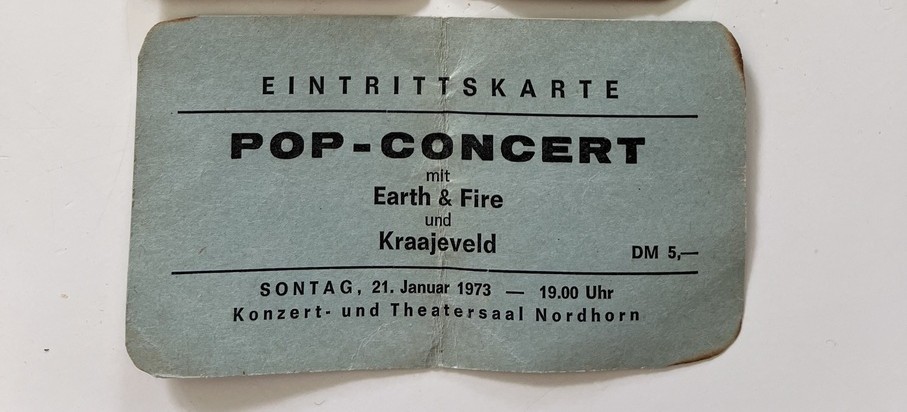 EINTRITTSKARTE
POP-CONCERT
mit
Earth & Fire
und
Kraajeveld
DM 5,—
SONTAG, 21. Januar 1973 — 19.00 Uhr
Konzert- und Theatersaal Nordhorn